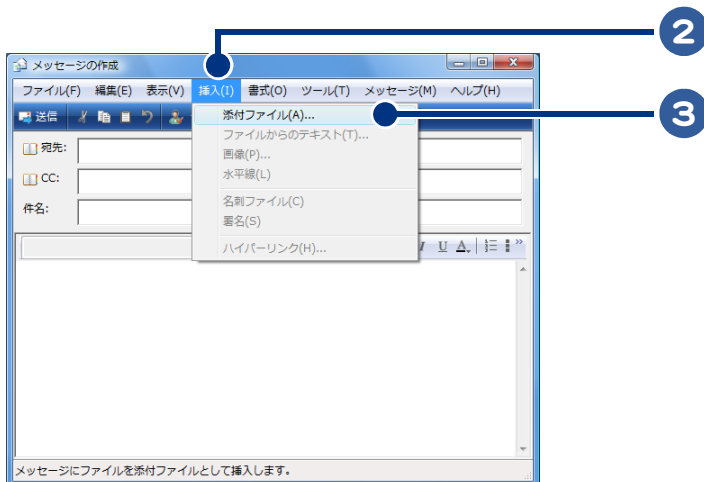 2
メッセージの作成
ファイル(F) 編集(E) 表示(V) 挿入(I) 書式(O) ツール(T) メッセージ(M) ヘルプ(H)
送信
添付ファイル(A)...
3
ファイルからのテキスト(T)...
宛先:
画像(P)...
水平線(L)
CC:
名刺ファイル(C)
件名:
署名(S)
ハイパーリンク(H)...
I U A
メッセージにファイルを添付ファイルとして挿入します。